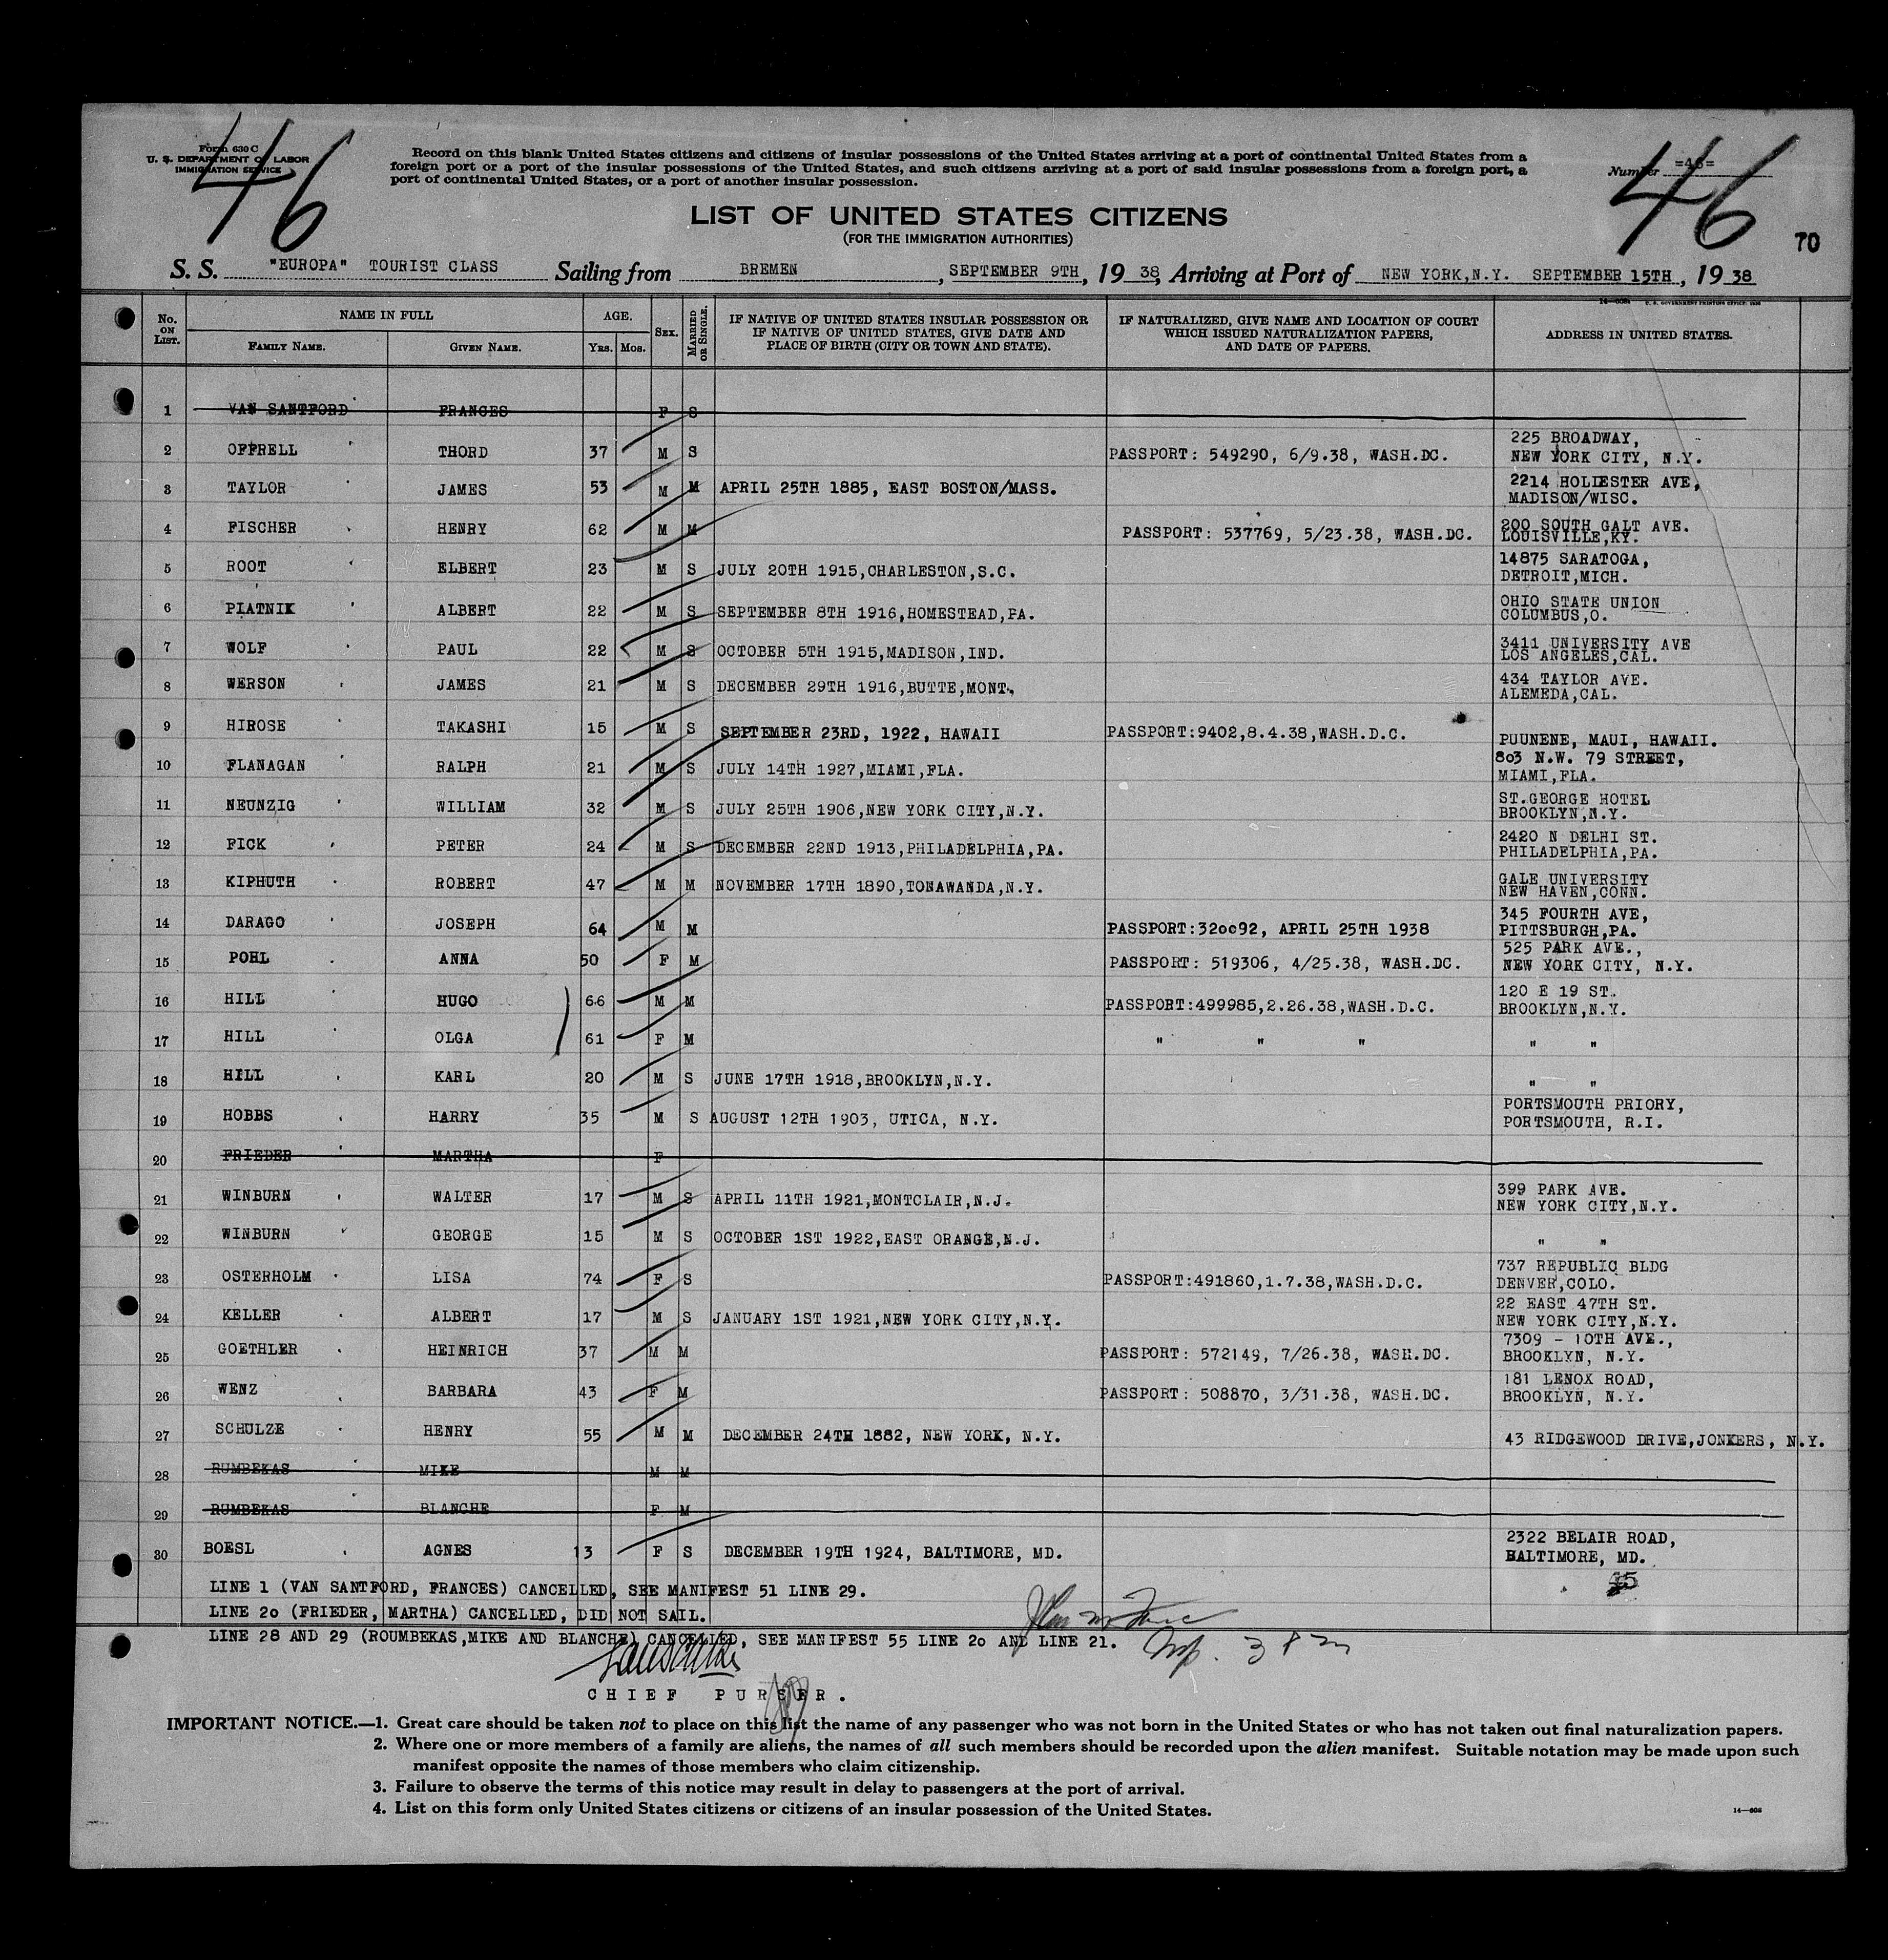 46
46
Form 630 C
U. S. DEPARTMENT OF LABOR
IMMIGRATION SERVICE
Record on this blank United States citizens and citizens of insular possessions of the United States arriving at a port of continental United States from a
foreign port or a port of the insular possessions of the United States, and such citizens arriving at a port of said insular possessions from a foreign port, a
port of continental United States, or a port of another insular possession.
Number =46=
LIST OF UNITED STATES CITIZENS
(FOR THE IMMIGRATION AUTHORITIES)
70
S. S. "EUROPA" TOURIST CLASS Sailing from BREMEN, SEPTEMBER 9TH, 19 38, Arriving at Port of NEW YORK,N.Y. SEPTEMBER 15TH, 19 38
No. ON LIST. NAME IN FULL FAMILY NAME. GIVEN NAME. AGE. YRS. MOS. SEX. MARRIED OR SINGLE.
IF NATIVE OF UNITED STATES INSULAR POSSESSION OR
IF NATIVE OF UNITED STATES, GIVE DATE AND
PLACE OF BIRTH (CITY OR TOWN AND STATE).
IF NATURALIZED, GIVE NAME AND LOCATION OF COURT
WHICH ISSUED NATURALIZATION PAPERS,
AND DATE OF PAPERS.
ADDRESS IN UNITED STATES.
1 VAN SANTFORD FRANCES F S
2 OFFRELL THORD 37 M S PASSPORT: 549290, 6/9.38, WASH.DC. 225 BROADWAY,
NEW YORK CITY, N.Y.
3 TAYLOR JAMES 53 M M APRIL 25TH 1885, EAST BOSTON/MASS. 2214 HOLIESTER AVE,
MADISON/WISC.
4 FISCHER HENRY 62 M M PASSPORT: 537769, 5/23.38, WASH.DC. 200 SOUTH GALT AVE.
LOUISVILLE,KY.
5 ROOT ELBERT 23 M S JULY 20TH 1915,CHARLESTON,S.C. 14875 SARATOGA,
DETROIT,MICH.
6 PIATNIK ALBERT 22 M S SEPTEMBER 8TH 1916,HOMESTEAD,PA. OHIO STATE UNION
COLUMBUS,O.
7 WOLF PAUL 22 M S OCTOBER 5TH 1915,MADISON,IND. 3411 UNIVERSITY AVE
LOS ANGELES,CAL.
8 WERSON JAMES 21 M S DECEMBER 29TH 1916,BUTTE,MONT. 434 TAYLOR AVE.
ALEMEDA,CAL.
9 HIROSE TAKASHI 15 M S SEPTEMBER 23RD, 1922, HAWAII PASSPORT:9402,8.4.38,WASH.D.C. PUUNENE, MAUI, HAWAII.
10 FLANAGAN RALPH 21 M S JULY 14TH 1927,MIAMI,FLA. 803 N.W. 79 STREET,
MIAMI,FLA.
11 NEUNZIG WILLIAM 32 M S JULY 25TH 1906,NEW YORK CITY,N.Y. ST.GEORGE HOTEL
BROOKLYN,N.Y.
12 FICK PETER 24 M S DECEMBER 22ND 1913,PHILADELPHIA,PA. 2420 N DELHI ST.
PHILADELPHIA,PA.
13 KIPHUTH ROBERT 47 M M NOVEMBER 17TH 1890,TONAWANDA,N.Y. GALE UNIVERSITY
NEW HAVEN,CONN.
14 DARAGO JOSEPH 64 M M PASSPORT:320092, APRIL 25TH 1938 345 FOURTH AVE,
PITTSBURGH,PA.
15 POHL ANNA 50 F M PASSPORT: 519306, 4/25.38, WASH.DC. 525 PARK AVE.,
NEW YORK CITY, N.Y.
16 HILL HUGO 66 M M PASSPORT:499985,2.26.38,WASH.D.C. 120 E 19 ST.
BROOKLYN,N.Y.
17 HILL OLGA 61 F M " " " " "
18 HILL KARL 20 M S JUNE 17TH 1918,BROOKLYN,N.Y. " "
19 HOBBS HARRY 35 M S AUGUST 12TH 1903, UTICA, N.Y. PORTSMOUTH PRIORY,
PORTSMOUTH, R.I.
20 FRIEDER MARTHA F
21 WINBURN WALTER 17 M S APRIL 11TH 1921,MONTCLAIR,N.J. 399 PARK AVE.
NEW YORK CITY,N.Y.
22 WINBURN GEORGE 15 M S OCTOBER 1ST 1922,EAST ORANGE,N.J. " "
23 OSTERHOLM LISA 74 F S PASSPORT:491860,1.7.38,WASH.D.C. 737 REPUBLIC BLDG
DENVER,COLO.
24 KELLER ALBERT 17 M S JANUARY 1ST 1921,NEW YORK CITY,N.Y. 22 EAST 47TH ST.
NEW YORK CITY,N.Y.
25 GOETHLER HEINRICH 37 M M PASSPORT: 572149, 7/26.38, WASH.DC. 7309 - 10TH AVE.,
BROOKLYN, N.Y.
26 WENZ BARBARA 43 F M PASSPORT: 508870, 3/31.38, WASH.DC. 181 LENOX ROAD,
BROOKLYN, N.Y.
27 SCHULZE HENRY 55 M M DECEMBER 24TH 1882, NEW YORK, N.Y. 43 RIDGEWOOD DRIVE,JONKERS, N.Y.
28 RUMBEKAS MIKE M M
29 RUMBEKAS BLANCHE F M
30 BOESL AGNES 13 F S DECEMBER 19TH 1924, BALTIMORE, MD. 2322 BELAIR ROAD,
BALTIMORE, MD.
LINE 1 (VAN SANTFORD, FRANCES) CANCELLED, SEE MANIFEST 51 LINE 29.
LINE 20 (FRIEDER, MARTHA) CANCELLED, DID NOT SAIL.
LINE 28 AND 29 (ROUMBEKAS,MIKE AND BLANCHE) CANCELLED, SEE MANIFEST 55 LINE 20 AND LINE 21.
CHIEF PURSER.
IMPORTANT NOTICE.—1. Great care should be taken not to place on this list the name of any passenger who was not born in the United States or who has not taken out final naturalization papers.
2. Where one or more members of a family are aliens, the names of all such members should be recorded upon the alien manifest. Suitable notation may be made upon such
manifest opposite the names of those members who claim citizenship.
3. Failure to observe the terms of this notice may result in delay to passengers at the port of arrival.
4. List on this form only United States citizens or citizens of an insular possession of the United States.
14—608